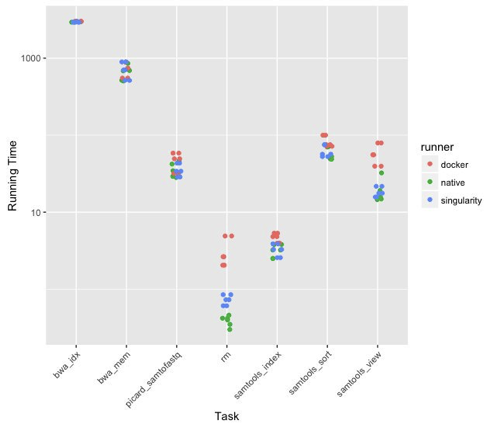 1000
10
Running Time
bwa_idx
bwa_mem
picard_samtofastq
rm
samtools_index
samtools_sort
samtools_view
Task
runner
docker
native
singularity